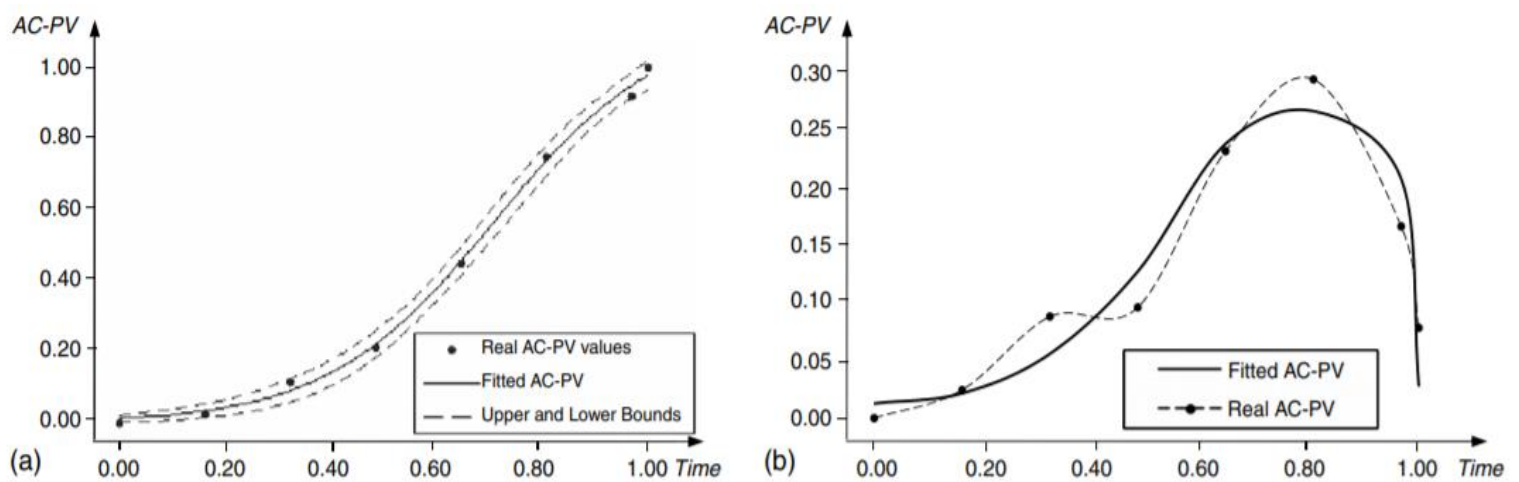 AC-PV
1.00
0.80
0.60
0.40
0.20
0.00
Real AC-PV values
Fitted AC-PV
Upper and Lower Bounds
(a)
0.00 0.20 0.40 0.60 0.80 1.00 Time
AC-PV
0.30
0.25
0.20
0.15
0.10
0.05
0.00
Fitted AC-PV
Real AC-PV
(b)
0.00 0.20 0.40 0.60 0.80 1.00 Time